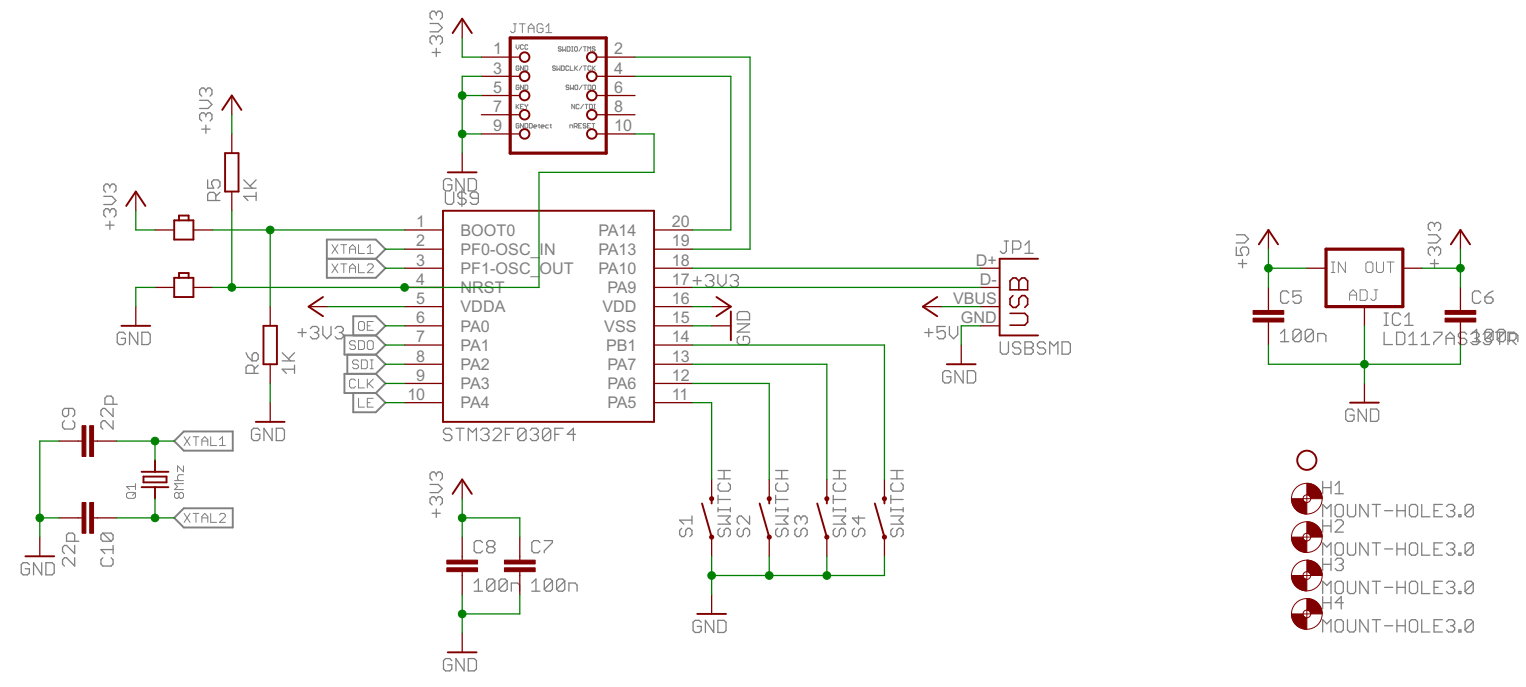 +3V3
JTAG1
1 VCC SWDIO/TMS 2
3 GND SWDCLK/TCK 4
5 GND SWO/TDO 6
7 KEY NC/TDI 8
9 GNDDetect nRESET 10
GND
+3V3
R5
1K
+3V3
GND
R6
1K
GND
U$9
1 BOOT0 PA14 20
XTAL1 2 PF0-OSC_IN PA13 19
XTAL2 3 PF1-OSC_OUT PA10 18
4 NRST PA9 17
+3V3 5 VDDA VDD 16 +3V3
OE 6 PA0 VSS 15 GND
SDO 7 PA1 PB1 14
SDI 8 PA2 PA7 13
CLK 9 PA3 PA6 12
LE 10 PA4 PA5 11
STM32F030F4
JP1
D+
D-
VBUS
GND
USB
+5V
USBSMD
GND
+5V
IN OUT
ADJ
+3V3
C5
100n
IC1
LD117AS33TR
C6
100n
GND
C9
22p
XTAL1
Q1
8Mhz
XTAL2
22p
C10
GND
+3V3
C8
100n
C7
100n
GND
S1
SWITCH
S2
SWITCH
S3
SWITCH
S4
SWITCH
GND
H1
MOUNT-HOLE3.0
H2
MOUNT-HOLE3.0
H3
MOUNT-HOLE3.0
H4
MOUNT-HOLE3.0